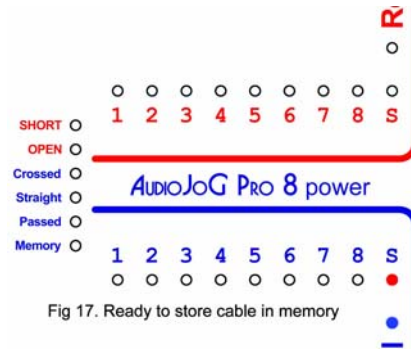 R
1 2 3 4 5 6 7 8 S
SHORT
OPEN
Crossed
Straight
Passed
Memory
AUDIOJOG PRO 8 power
1 2 3 4 5 6 7 8 S
Fig 17. Ready to store cable in memory